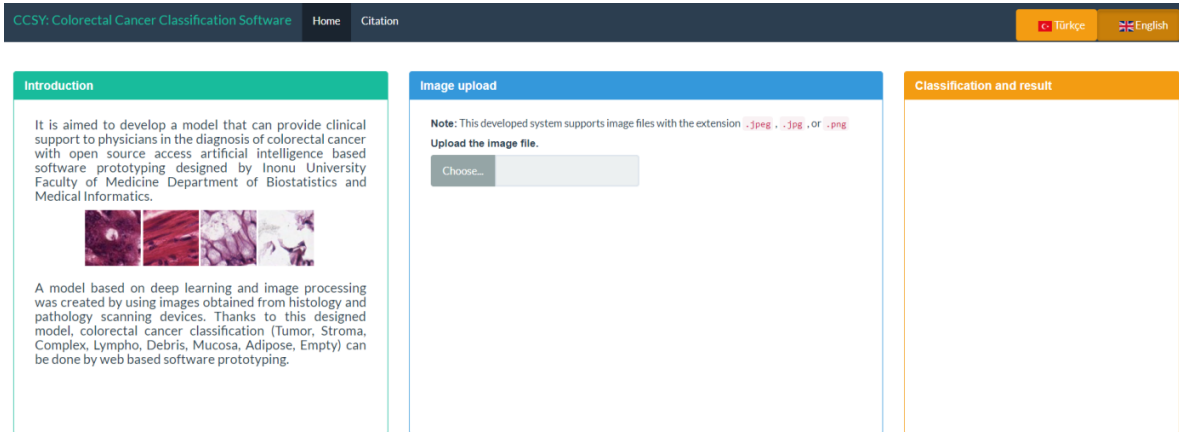 CCSY: Colorectal Cancer Classification Software Home Citation Türkçe English
Introduction
It is aimed to develop a model that can provide clinical
support to physicians in the diagnosis of colorectal cancer
with open source access artificial intelligence based
software prototyping designed by Inonu University
Faculty of Medicine Department of Biostatistics and
Medical Informatics.
A model based on deep learning and image processing
was created by using images obtained from histology and
pathology scanning devices. Thanks to this designed
model, colorectal cancer classification (Tumor, Stroma,
Complex, Lympho, Debris, Mucosa, Adipose, Empty) can
be done by web based software prototyping.
Image upload
Note: This developed system supports image files with the extension .jpeg , .jpg , or .png
Upload the image file.
Choose...
Classification and result